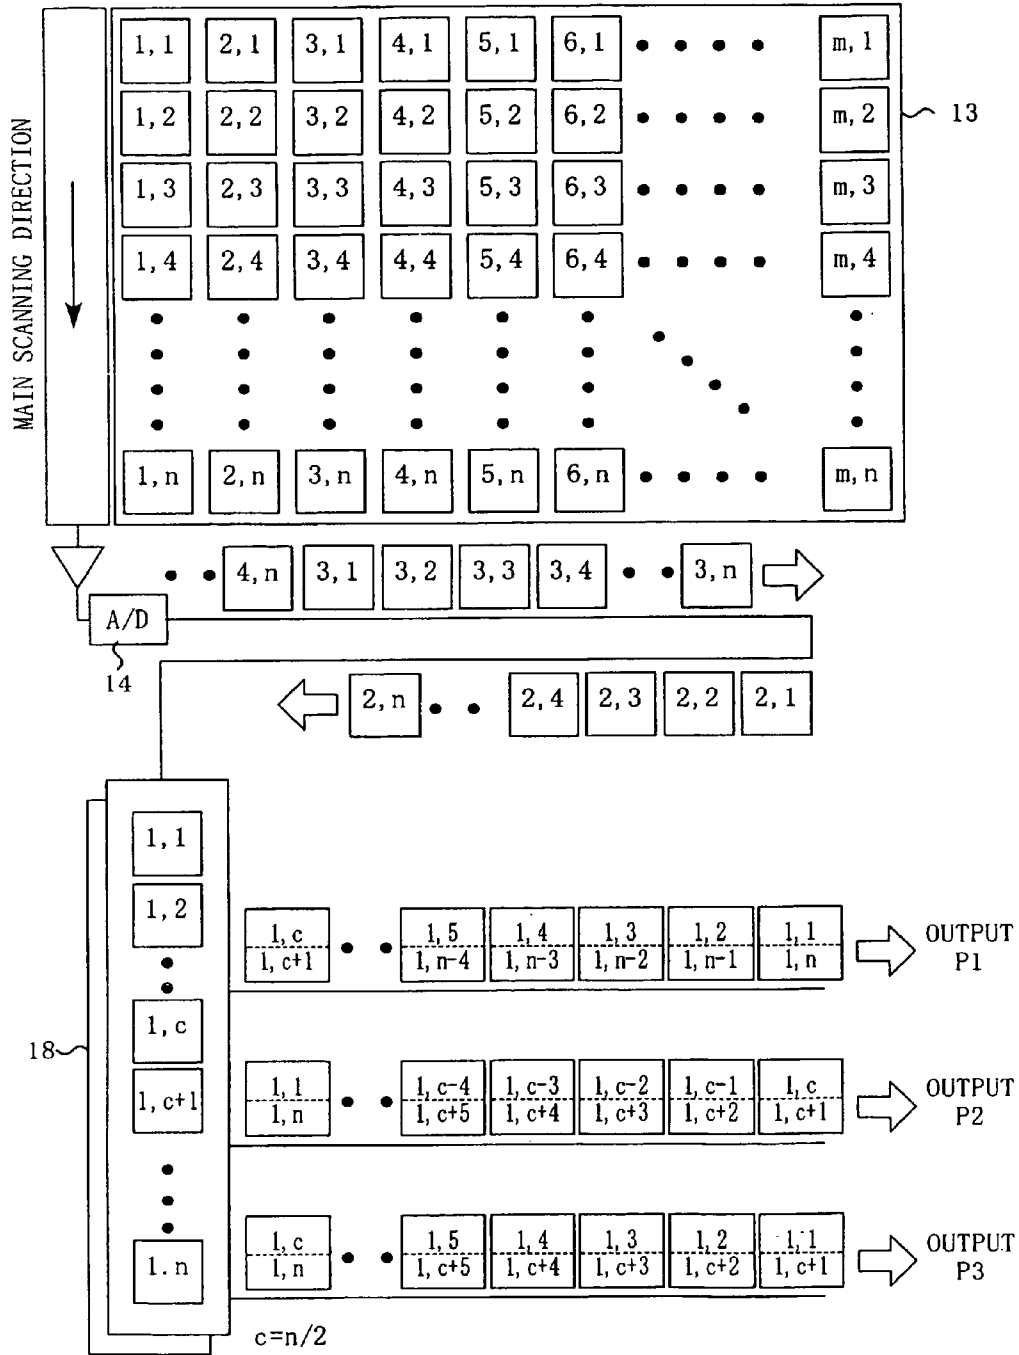 MAIN SCANNING DIRECTION
1,1 2,1 3,1 4,1 5,1 6,1 m,1
1,2 2,2 3,2 4,2 5,2 6,2 m,2
13
1,3 2,3 3,3 4,3 5,3 6,3 m,3
1,4 2,4 3,4 4,4 5,4 6,4 m,4
1,n 2,n 3,n 4,n 5,n 6,n m,n
4,n 3,1 3,2 3,3 3,4 3,n
A/D
14
2,n 2,4 2,3 2,2 2,1
18
1,1
1,2
1,c
1,c+1
1.n
1,c 1,5 1,4 1,3 1,2 1,1
1,c+1 1,n-4 1,n-3 1,n-2 1,n-1 1,n
OUTPUT
P1
1,1 1,c-4 1,c-3 1,c-2 1,c-1 1,c
1,n 1,c+5 1,c+4 1,c+3 1,c+2 1,c+1
OUTPUT
P2
1,c 1,5 1,4 1,3 1,2 1,1
1,n 1,c+5 1,c+4 1,c+3 1,c+2 1,c+1
OUTPUT
P3
c=n/2